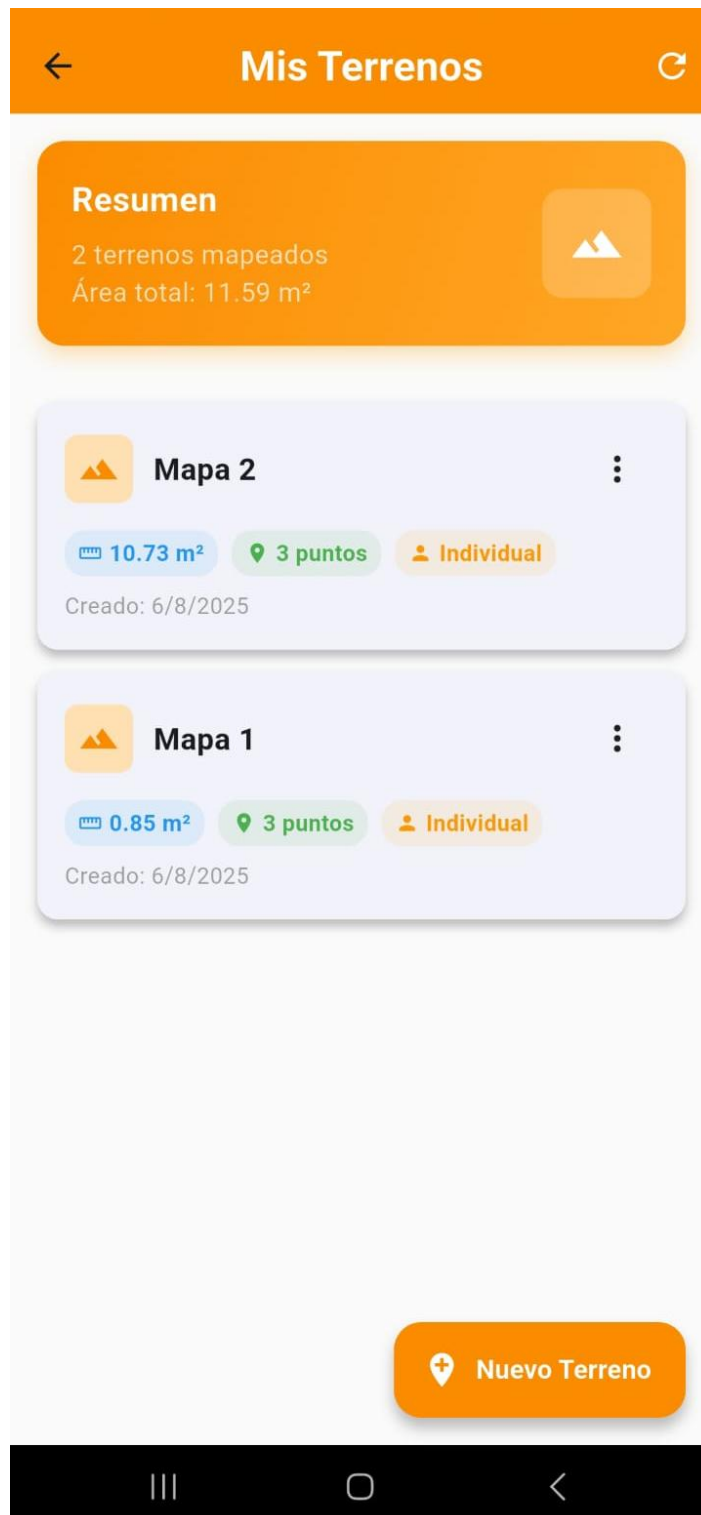 Mis Terrenos
Resumen
2 terrenos mapeados
Área total: 11.59 m²
Mapa 2
10.73 m² 3 puntos Individual
Creado: 6/8/2025
Mapa 1
0.85 m² 3 puntos Individual
Creado: 6/8/2025
Nuevo Terreno